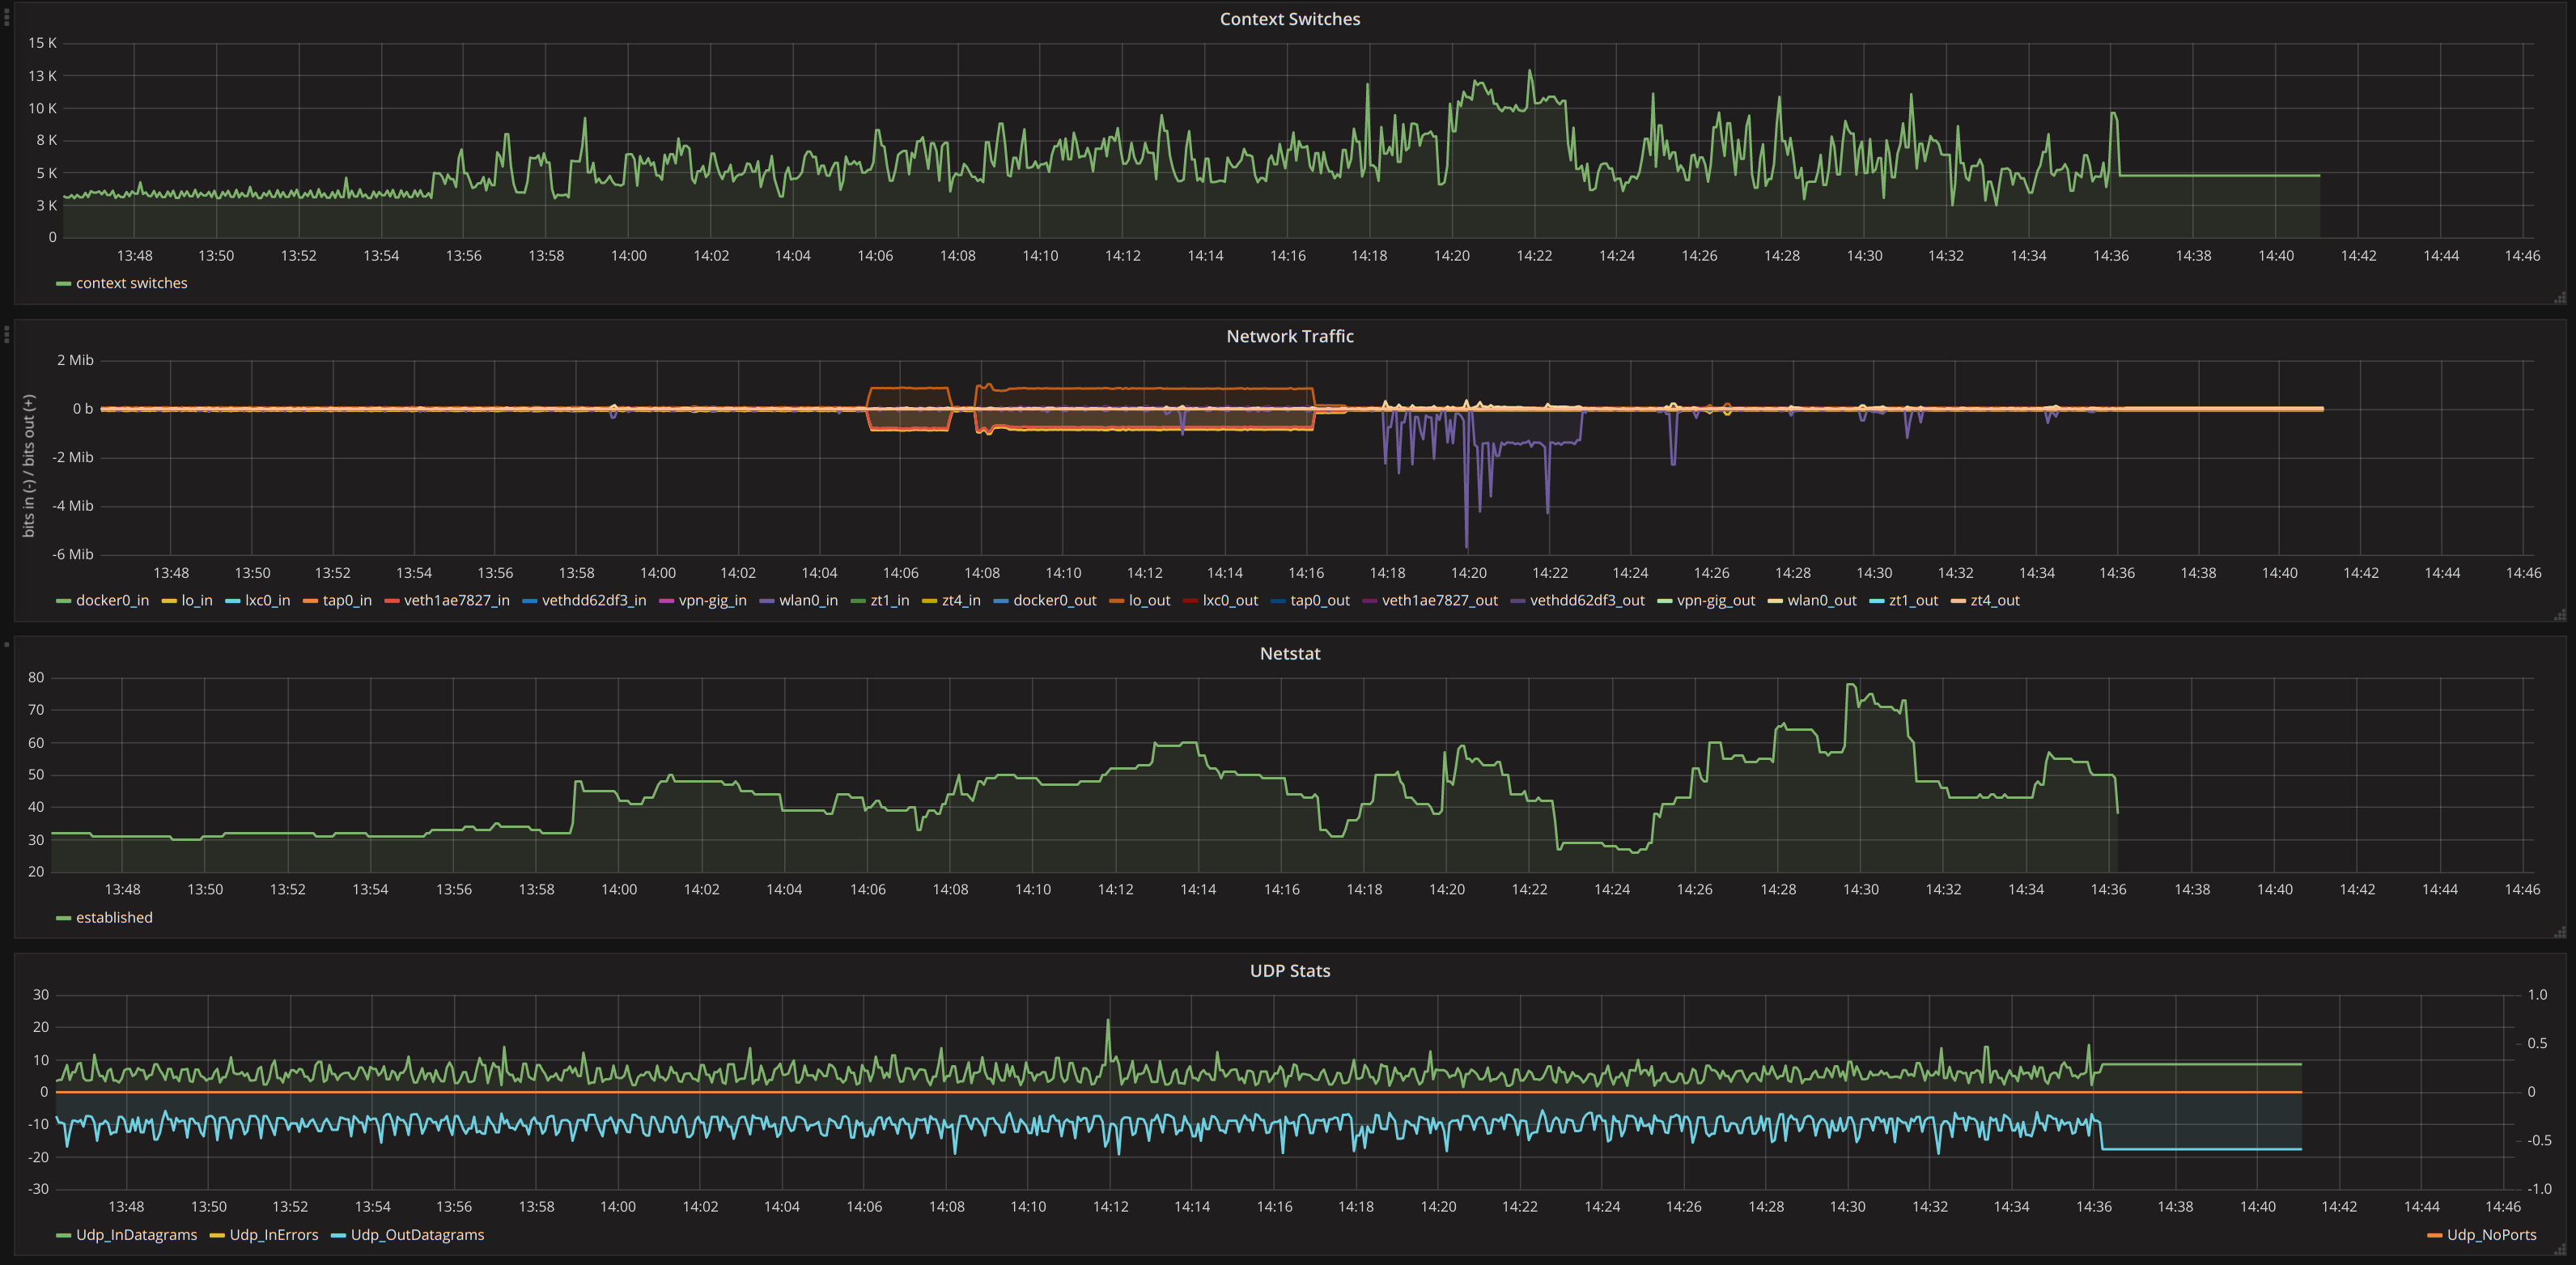 Context Switches
15 K
13 K
10 K
8 K
5 K
3 K
0
13:48 13:50 13:52 13:54 13:56 13:58 14:00 14:02 14:04 14:06 14:08 14:10 14:12 14:14 14:16 14:18 14:20 14:22 14:24 14:26 14:28 14:30 14:32 14:34 14:36 14:38 14:40 14:42 14:44 14:46
context switches
Network Traffic
bits in (-) / bits out (+)
2 Mib
0 b
-2 Mib
-4 Mib
-6 Mib
13:48 13:50 13:52 13:54 13:56 13:58 14:00 14:02 14:04 14:06 14:08 14:10 14:12 14:14 14:16 14:18 14:20 14:22 14:24 14:26 14:28 14:30 14:32 14:34 14:36 14:38 14:40 14:42 14:44 14:46
docker0_in lo_in lxc0_in tap0_in veth1ae7827_in vethdd62df3_in vpn-gig_in wlan0_in zt1_in zt4_in docker0_out lo_out lxc0_out tap0_out veth1ae7827_out vethdd62df3_out vpn-gig_out wlan0_out zt1_out zt4_out
Netstat
80
70
60
50
40
30
20
13:48 13:50 13:52 13:54 13:56 13:58 14:00 14:02 14:04 14:06 14:08 14:10 14:12 14:14 14:16 14:18 14:20 14:22 14:24 14:26 14:28 14:30 14:32 14:34 14:36 14:38 14:40 14:42 14:44 14:46
established
UDP Stats
30 1.0
20
0.5
10
0 0
-10
-0.5
-20
-30 -1.0
13:48 13:50 13:52 13:54 13:56 13:58 14:00 14:02 14:04 14:06 14:08 14:10 14:12 14:14 14:16 14:18 14:20 14:22 14:24 14:26 14:28 14:30 14:32 14:34 14:36 14:38 14:40 14:42 14:44 14:46
Udp_InDatagrams Udp_InErrors Udp_OutDatagrams Udp_NoPorts